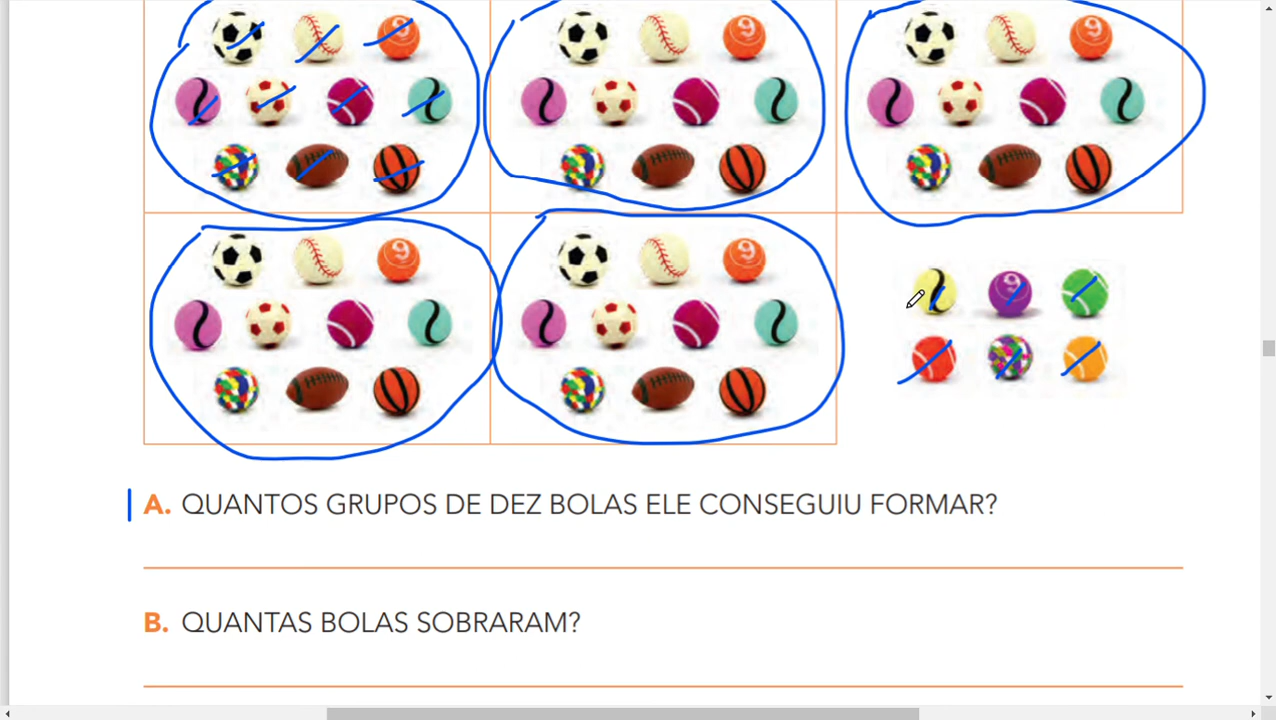 A. QUANTOS GRUPOS DE DEZ BOLAS ELE CONSEGUIU FORMAR?
B. QUANTAS BOLAS SOBRARAM?